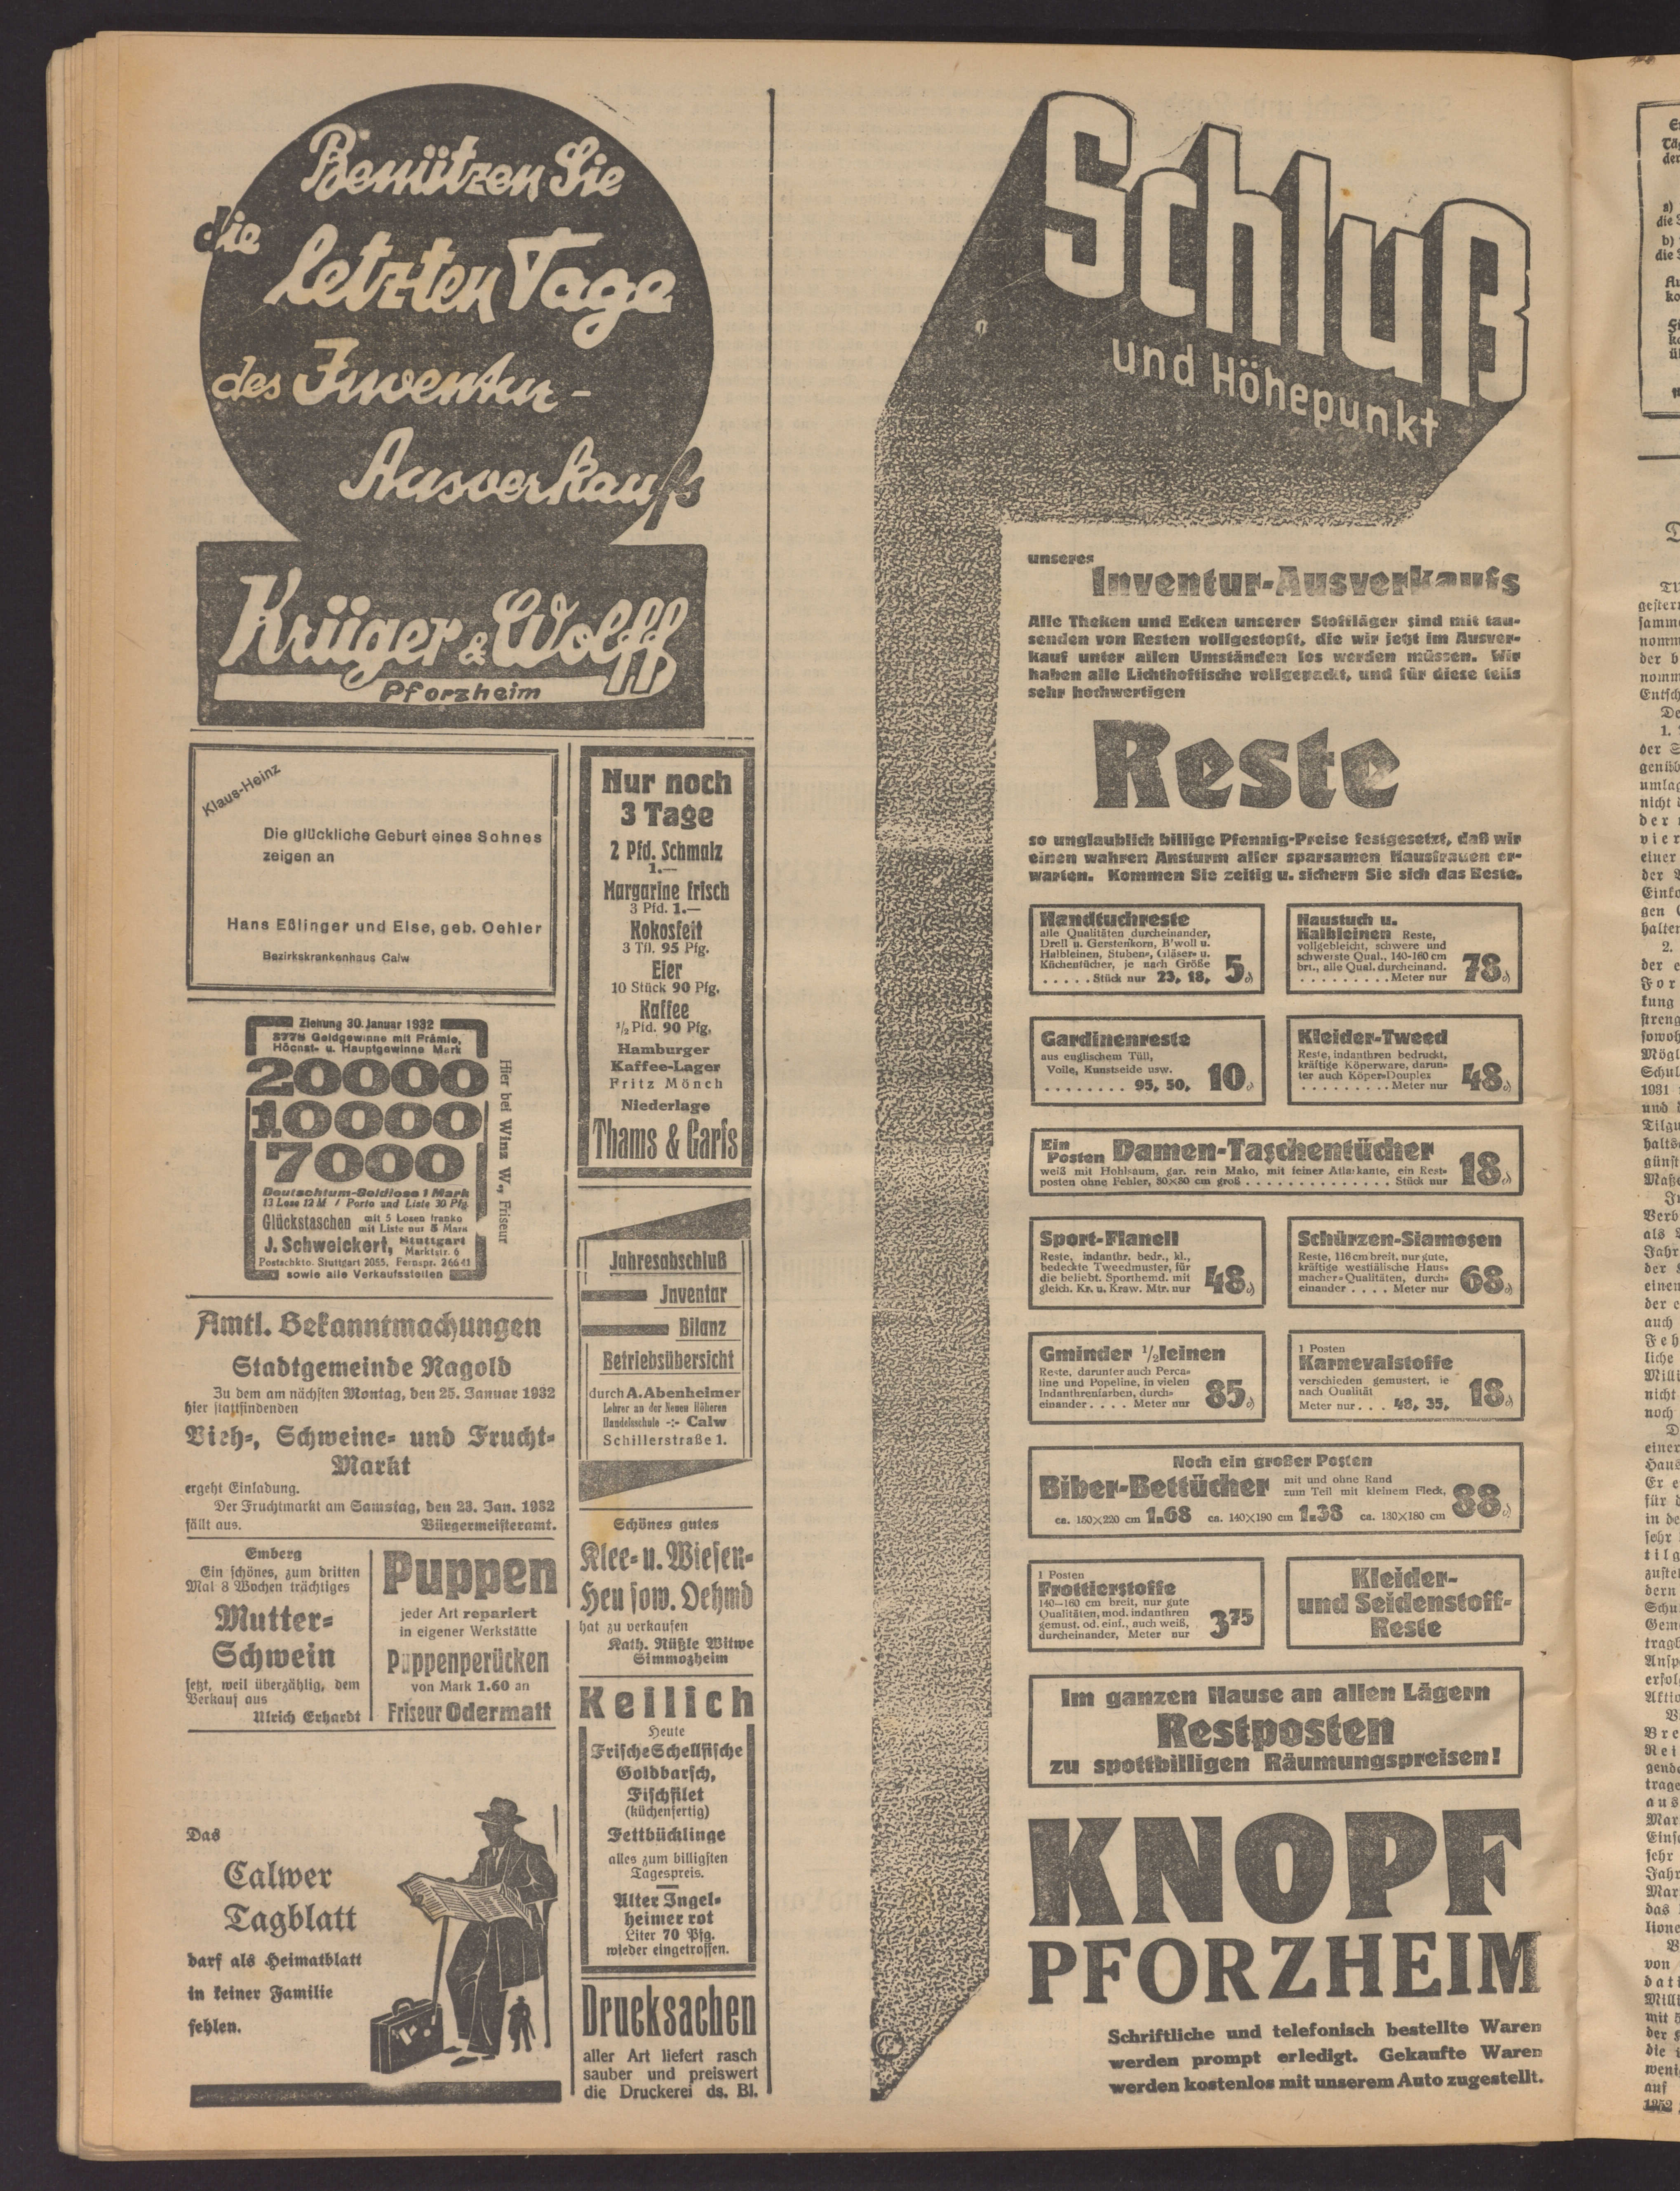 Benützen Sie
die
letzten Tage
des Inventur-
Ausverkaufs
Krüger & Wolff
Pforzheim
Klaus-Heinz
Die glückliche Geburt eines Sohnes
zeigen an
Hans Eßlinger und Else, geb. Oehler
Bezirkskrankenhaus Calw
Ziehung 30. Januar 1932
5778 Geldgewinne mit Prämie,
Höchst- u. Hauptgewinne Mark
20000
10000
7000
Deutschtum-Geldlose 1 Mark
13 Lose 12 M / Porto und Liste 30 Pfg.
Glückstaschen mit 5 Losen franko
mit Liste nur 5 Mark
J. Schweickert, Stuttgart
Marktstr. 6
Postschkto. Stuttgart 2055, Fernspr. 26641
sowie alle Verkaufsstellen
Hier bei Winz W., Friseur
Amtl. Bekanntmachungen
Stadtgemeinde Nagold
Zu dem am nächsten Montag, den 25. Januar 1932
hier stattfindenden
Vieh-, Schweine- und Frucht-
Markt
ergeht Einladung.
Der Fruchtmarkt am Samstag, den 23. Jan. 1932
fällt aus. Bürgermeisteramt.
Emberg
Ein schönes, zum dritten
Mal 8 Wochen trächtiges
Mutter-
Schwein
setzt, weil überzählig, dem
Verkauf aus
Ulrich Erhardt
Puppen
jeder Art repariert
in eigener Werkstätte
Puppenperücken
von Mark 1.60 an
Friseur Odermatt
Das
Calwer
Tagblatt
darf als Heimatblatt
in keiner Familie
fehlen.
Nur noch
3 Tage
2 Pfd. Schmalz
1.—
Margarine frisch
3 Pfd. 1.—
Kokosfett
3 Tfl. 95 Pfg.
Eier
10 Stück 90 Pfg.
Kaffee
½ Pfd. 90 Pfg.
Hamburger
Kaffee-Lager
Fritz Mönch
Niederlage
Thams & Garfs
Jahresabschluß
Inventar
Bilanz
Betriebsübersicht
durch A. Abenheimer
Lehrer an der Neuen Höheren
Handelsschule -:- Calw
Schillerstraße 1.
Schönes gutes
Klee- u. Wiesen-
Heu sow. Oehmd
hat zu verkaufen
Kath. Nüßle Witwe
Simmozheim
Keilich
Heute
Frische Schellfische
Goldbarsch,
Fischfilet
(küchenfertig)
Fettbücklinge
alles zum billigsten
Tagespreis.
Alter Ingel-
heimer rot
Liter 70 Pfg.
wieder eingetroffen.
Drucksachen
aller Art liefert rasch
sauber und preiswert
die Druckerei ds. Bl.
Schluß
und Höhepunkt
unseres
Inventur-Ausverkaufs
Alle Theken und Ecken unserer Stoffläger sind mit tau-
senden von Resten vollgestopft, die wir jetzt im Ausver-
kauf unter allen Umständen los werden müssen. Wir
haben alle Lichthoftische vollgepackt, und für diese teils
sehr hochwertigen
Reste
so unglaublich billige Pfennig-Preise festgesetzt, daß wir
einen wahren Ansturm aller sparsamen Hausfrauen er-
warten. Kommen Sie zeitig u. sichern Sie sich das Beste.
Handtuchreste
alle Qualitäten durcheinander,
Drell u. Gerstenkorn, B'woll u.
Halbleinen, Stuben-, Gläser- u.
Küchentücher, je nach Größe
. . . . . Stück nur 23, 18, 5₰
Haustuch u.
Halbleinen Reste,
vollgebleicht, schwere und
schwerste Qual., 140-160 cm
brt., alle Qual. durcheinand.
. . . . . . . . . Meter nur 78₰
Gardinenreste
aus englischem Tüll,
Voile, Kunstseide usw.
. . . . . . . . 95, 50, 10₰
Kleider-Tweed
Reste, indanthren bedruckt,
kräftige Köperware, darun-
ter auch Köper-Douplex
. . . . . . . . . Meter nur 48₰
Ein
Posten Damen-Taschentücher
weiß mit Hohlsaum, gar. rein Mako, mit feiner Atlaskante, ein Rest-
posten ohne Fehler, 30×30 cm groß . . . . . . . . . . . . . . Stück nur 18₰
Sport-Flanell
Reste, indanthr. bedr., kl.,
bedeckte Tweedmuster, für
die beliebt. Sporthemd. mit
gleich. Kr. u. Kraw. Mtr. nur 48₰
Schürzen-Siamosen
Reste, 116 cm breit, nur gute,
kräftige westfälische Haus-
macher-Qualitäten, durch-
einander . . . . Meter nur 68₰
Gminder ½leinen
Reste, darunter auch Perca-
line und Popeline, in vielen
Indanthrenfarben, durch-
einander . . . . Meter nur 85₰
1 Posten
Karnevalstoffe
verschieden gemustert, je
nach Qualität
Meter nur . . . 48, 35, 18₰
Noch ein großer Posten
Biber-Bettücher mit und ohne Rand
zum Teil mit kleinem Fleck,
ca. 150×220 cm 1.68 ca. 140×190 cm 1.38 ca. 130×180 cm 88₰
1 Posten
Frottierstoffe
140—160 cm breit, nur gute
Qualitäten, mod. indanthren
gemust. od. einf., auch weiß,
durcheinander, Meter nur 3 75
Kleider-
und Seidenstoff-
Reste
Im ganzen Hause an allen Lägern
Restposten
zu spottbilligen Räumungspreisen!
KNOPF
PFORZHEIM
Schriftliche und telefonisch bestellte Waren
werden prompt erledigt. Gekaufte Waren
werden kostenlos mit unserem Auto zugestellt.